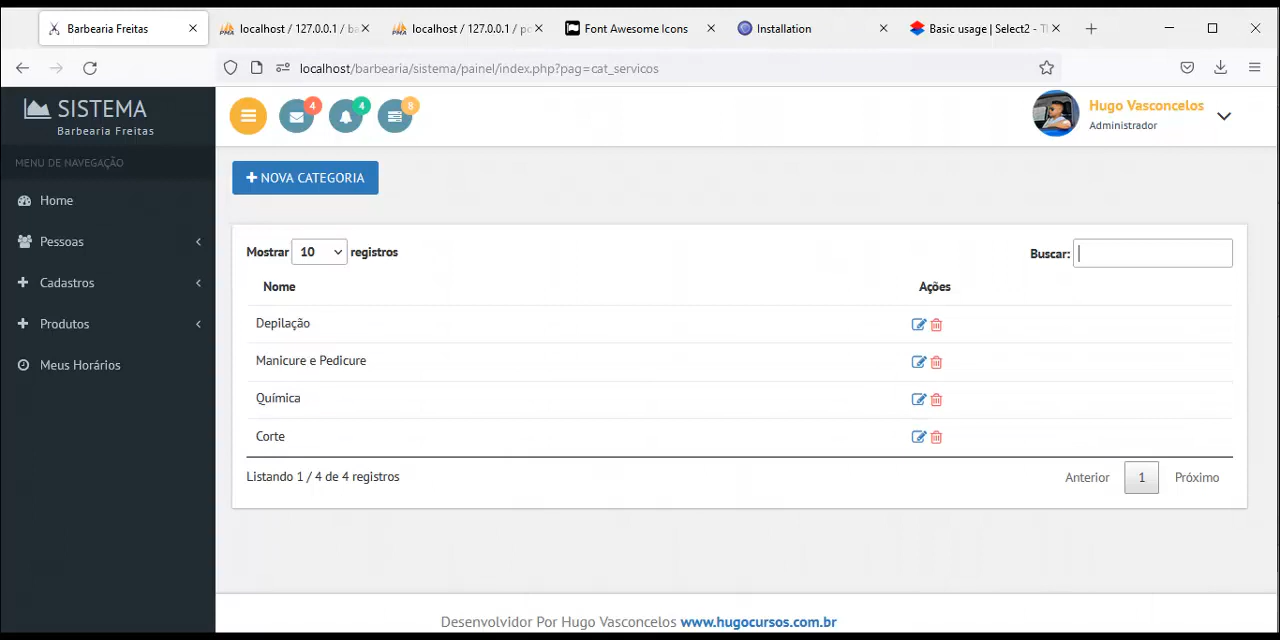 Barbearia Freitas
localhost / 127.0.0.1 / ba
localhost / 127.0.0.1 / po
Font Awesome Icons
Installation
Basic usage | Select2 - Th
localhost/barbearia/sistema/painel/index.php?pag=cat_servicos
SISTEMA
Barbearia Freitas
4
4
8
Hugo Vasconcelos
Administrador
MENU DE NAVEGAÇÃO
Home
Pessoas
Cadastros
Produtos
Meus Horários
NOVA CATEGORIA
Mostrar 10 registros
Buscar:
Nome Ações
Depilação
Manicure e Pedicure
Química
Corte
Listando 1 / 4 de 4 registros
Anterior 1 Próximo
Desenvolvidor Por Hugo Vasconcelos www.hugocursos.com.br